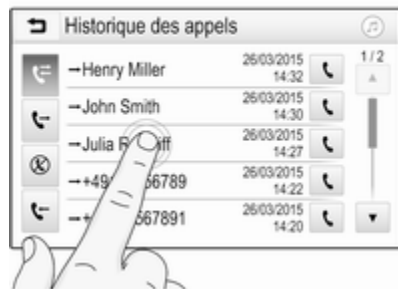 Historique des appels
1/2
→Henry Miller 26/03/2015 14:32
→John Smith 26/03/2015 14:30
→Julia 26/03/2015 14:27
26/03/2015 14:22
26/03/2015 14:20